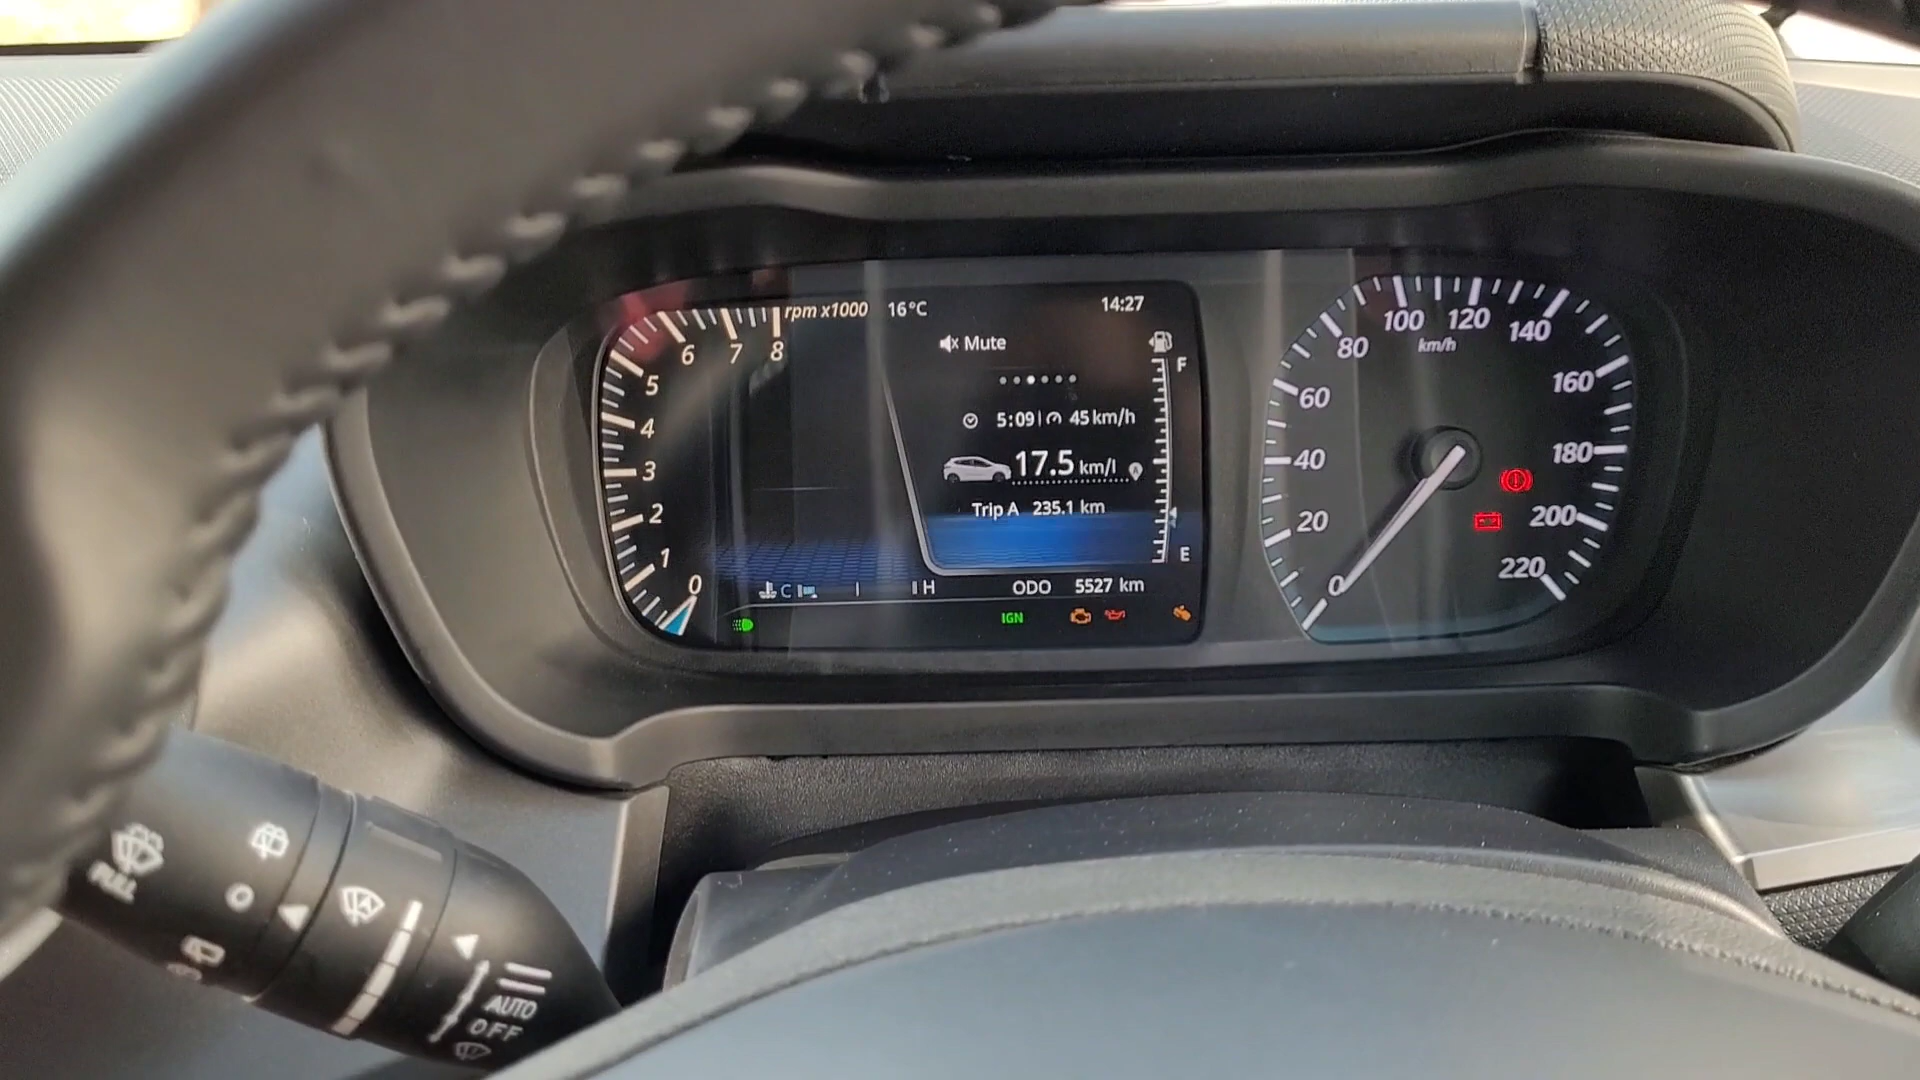 rpm x1000 16°C 14:27
Mute
5:09 45 km/h
17.5 km/l
Trip A 235.1 km
F
E
8
7
6
5
4
3
2
1
0
C H ODO 5527 km
IGN
km/h
0
20
40
60
80
100
120
140
160
180
200
220
PULL
A
AUTO
OFF